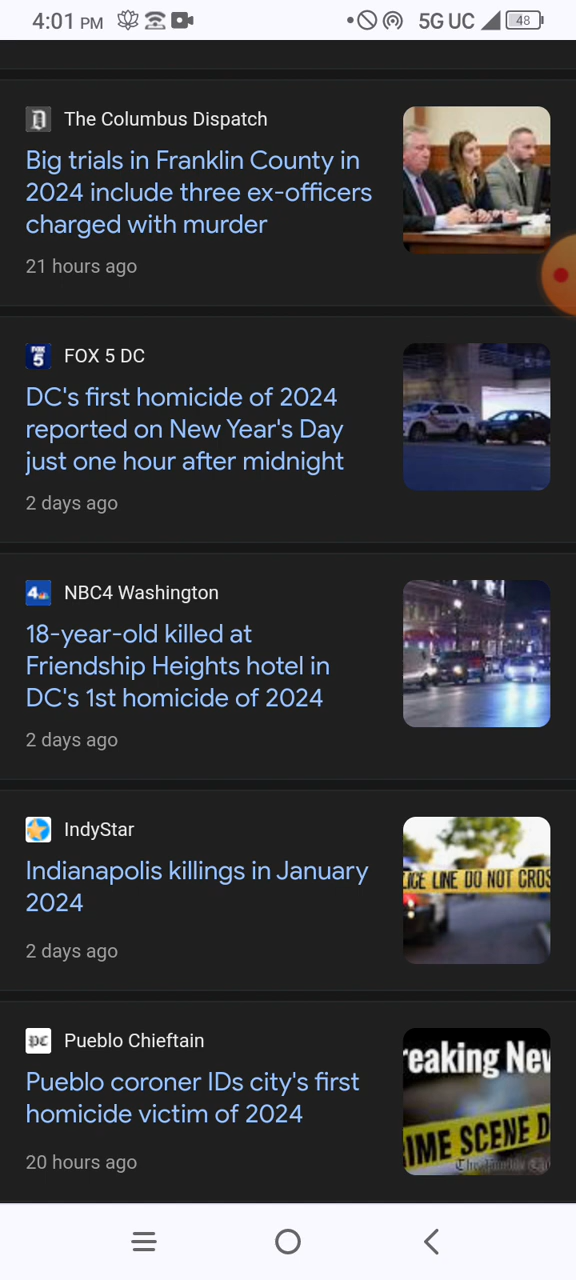 4:01 PM
5G UC
48
The Columbus Dispatch
Big trials in Franklin County in
2024 include three ex-officers
charged with murder
21 hours ago
FOX 5 DC
DC's first homicide of 2024
reported on New Year's Day
just one hour after midnight
2 days ago
NBC4 Washington
18-year-old killed at
Friendship Heights hotel in
DC's 1st homicide of 2024
2 days ago
IndyStar
Indianapolis killings in January
2024
LICE LINE DO NOT CROS
2 days ago
Pueblo Chieftain
Pueblo coroner IDs city's first
homicide victim of 2024
reaking Nev
IME SCENE D
20 hours ago